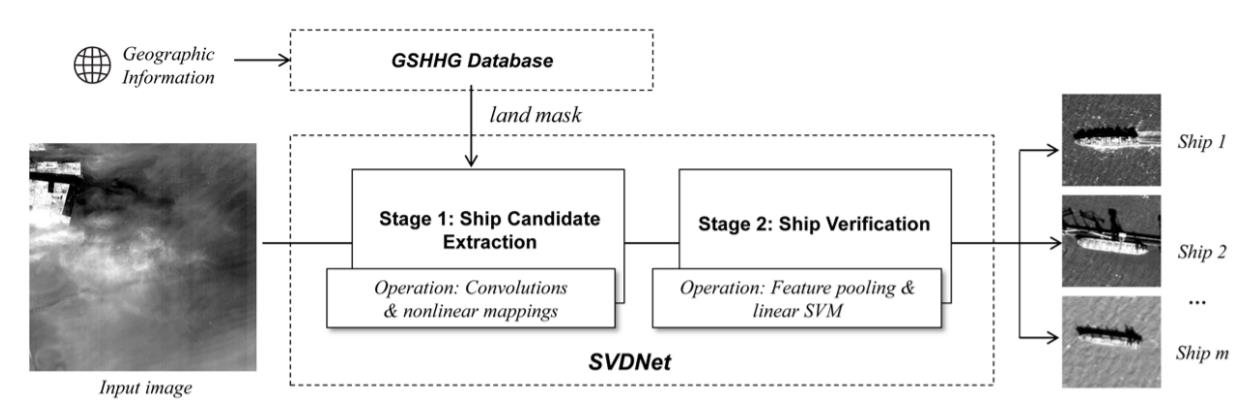 Geographic
Information
GSHHG Database
land mask
Stage 1: Ship Candidate
Extraction
Operation: Convolutions
& nonlinear mappings
Stage 2: Ship Verification
Operation: Feature pooling &
linear SVM
SVDNet
Input image
Ship 1
Ship 2
...
Ship m